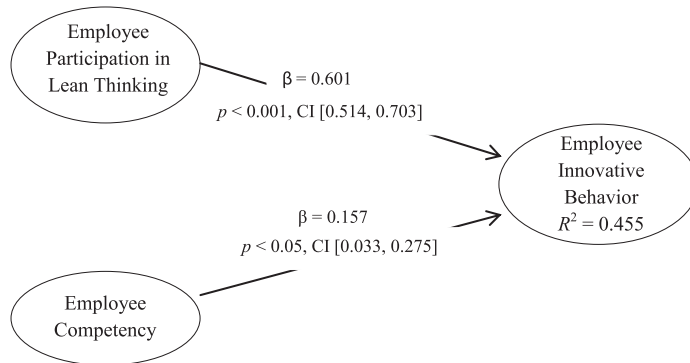 Employee
Participation in
Lean Thinking
β = 0.601
p < 0.001, CI [0.514, 0.703]
Employee
Innovative
Behavior
R² = 0.455
β = 0.157
p < 0.05, CI [0.033, 0.275]
Employee
Competency